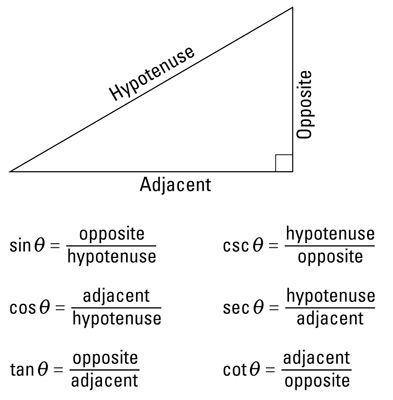 Hypotenuse
Opposite
Adjacent
sin θ = opposite / hypotenuse
csc θ = hypotenuse / opposite
cos θ = adjacent / hypotenuse
sec θ = hypotenuse / adjacent
tan θ = opposite / adjacent
cot θ = adjacent / opposite